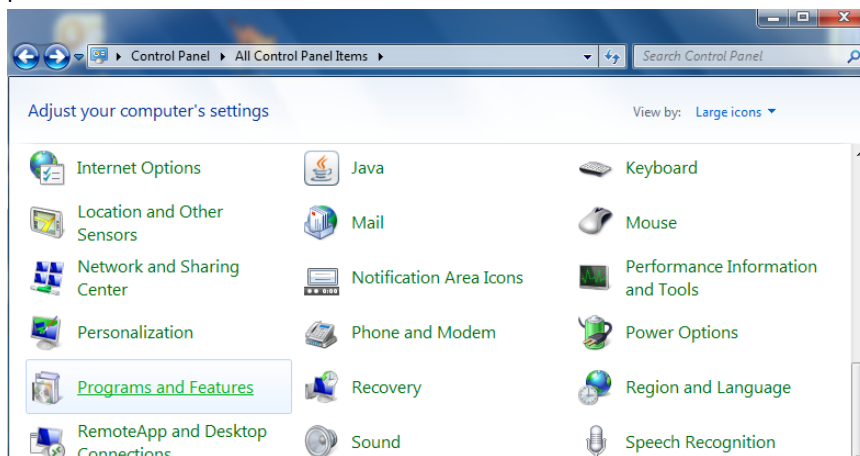 Control Panel ▸ All Control Panel Items ▸
Search Control Panel
Adjust your computer's settings
View by: Large icons
Internet Options
Java
Keyboard
Location and Other
Sensors
Mail
Mouse
Network and Sharing
Center
Notification Area Icons
Performance Information
and Tools
Personalization
Phone and Modem
Power Options
Programs and Features
Recovery
Region and Language
RemoteApp and Desktop
Connections
Sound
Speech Recognition